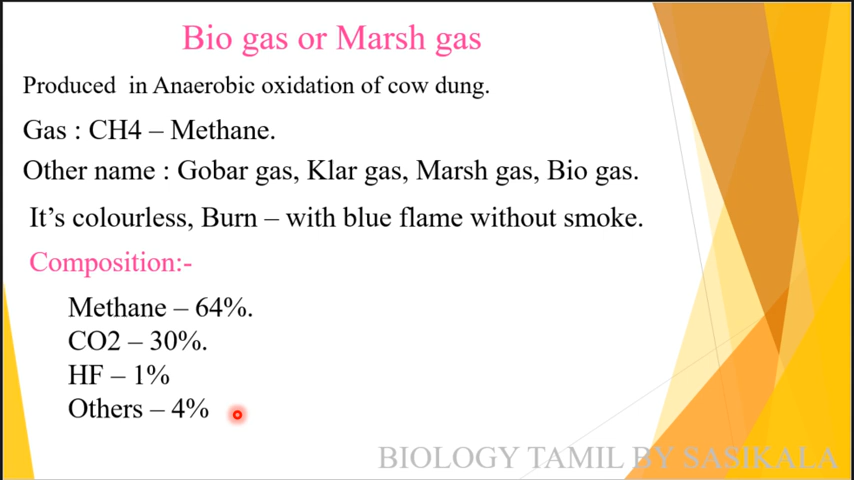 Bio gas or Marsh gas
Produced in Anaerobic oxidation of cow dung.
Gas : CH4 – Methane.
Other name : Gobar gas, Klar gas, Marsh gas, Bio gas.
It's colourless, Burn – with blue flame without smoke.
Composition:-
Methane – 64%.
CO2 – 30%.
HF – 1%
Others – 4%
BIOLOGY TAMIL BY SASIKALA